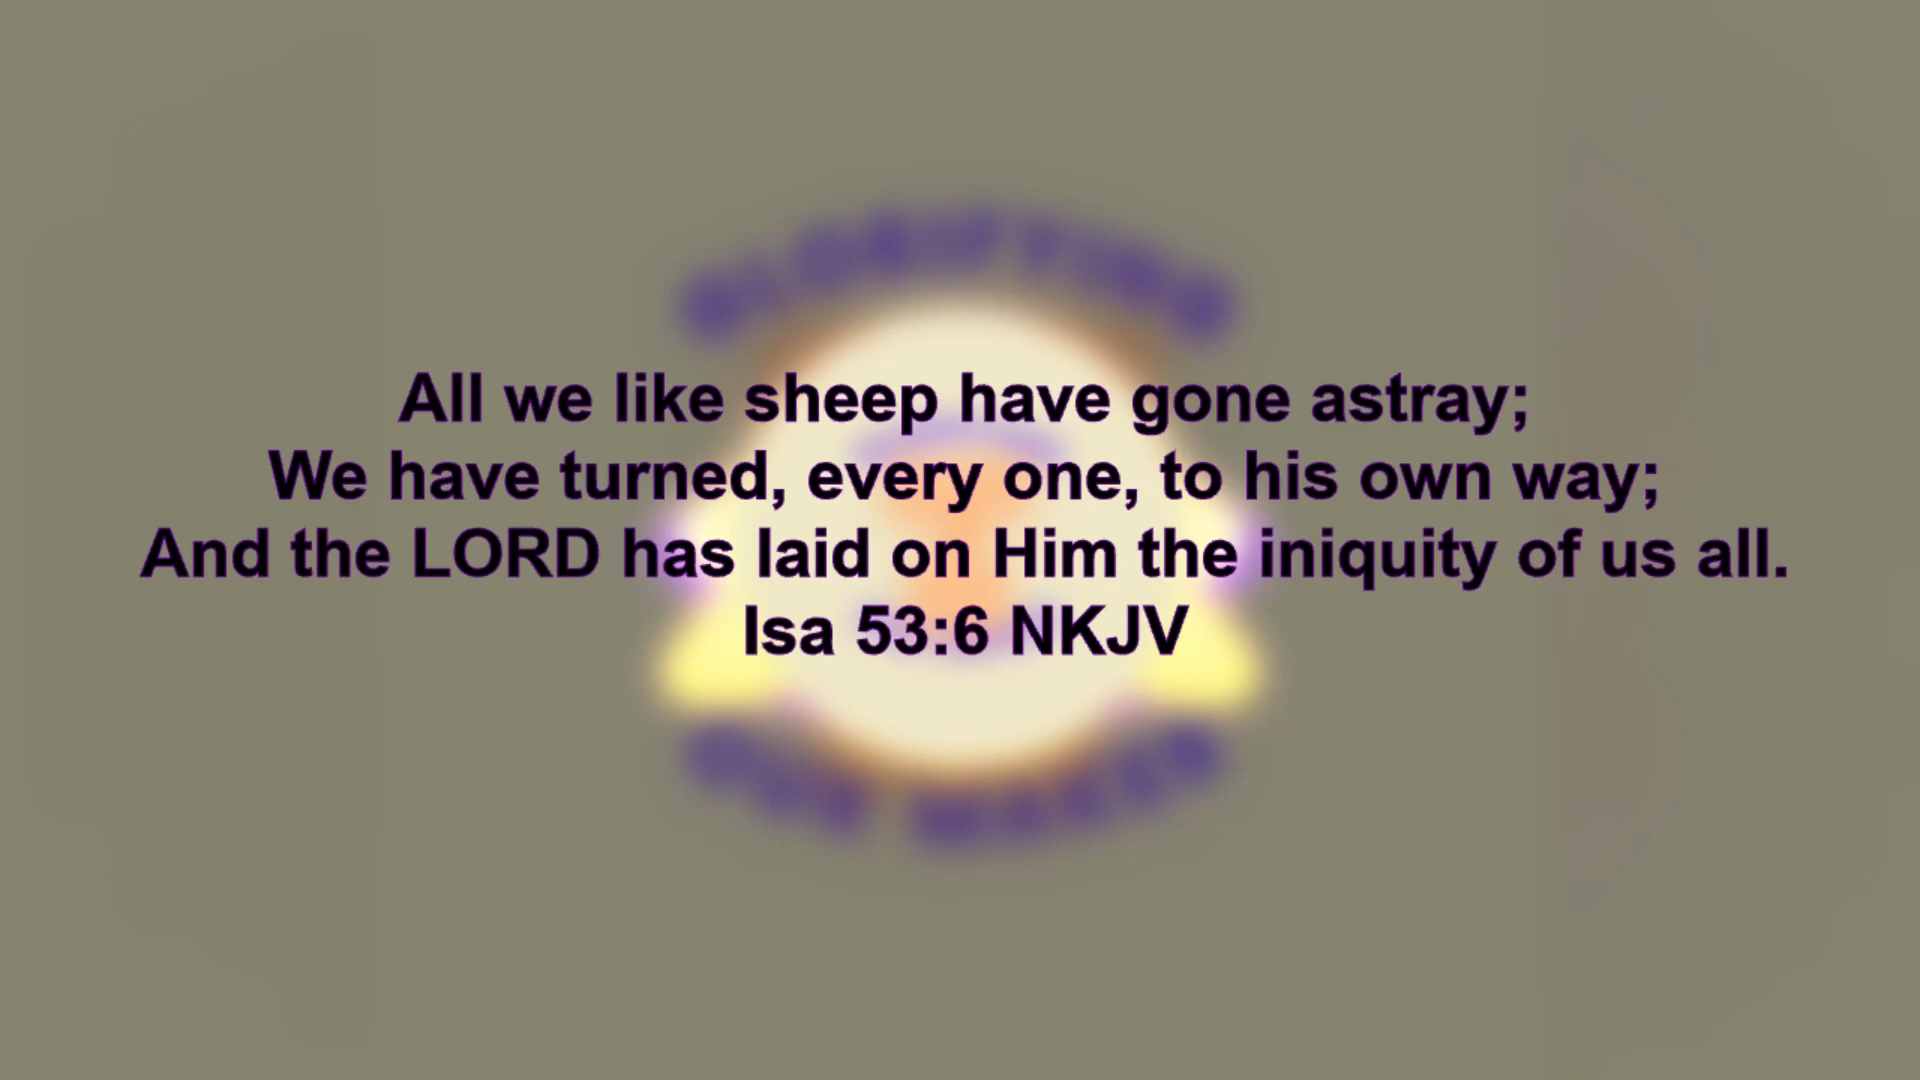 All we like sheep have gone astray;
We have turned, every one, to his own way;
And the LORD has laid on Him the iniquity of us all.
Isa 53:6 NKJV